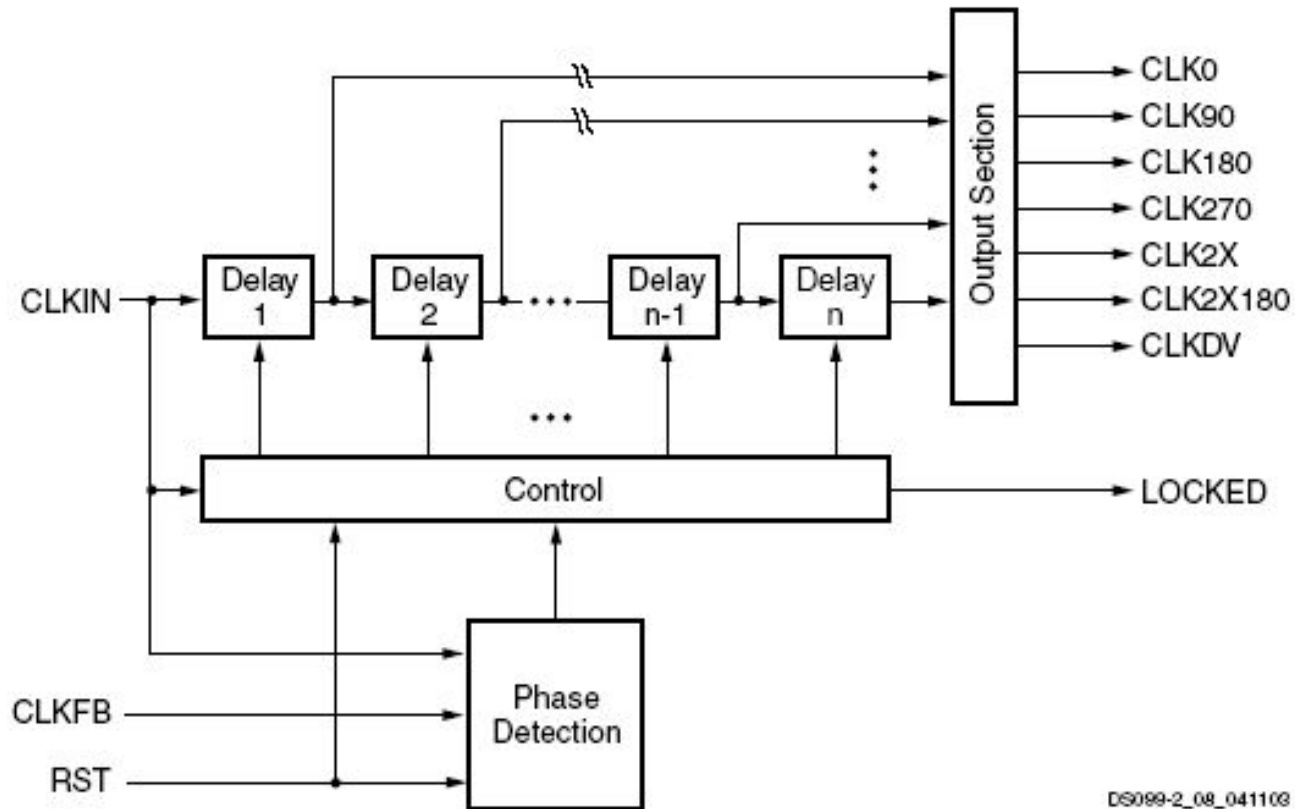 CLK0
CLK90
CLK180
CLK270
CLK2X
CLK2X180
CLKDV
Output Section
CLKIN
Delay
1
Delay
2
Delay
n-1
Delay
n
Control
LOCKED
Phase
Detection
CLKFB
RST
DS099-2_08_041103